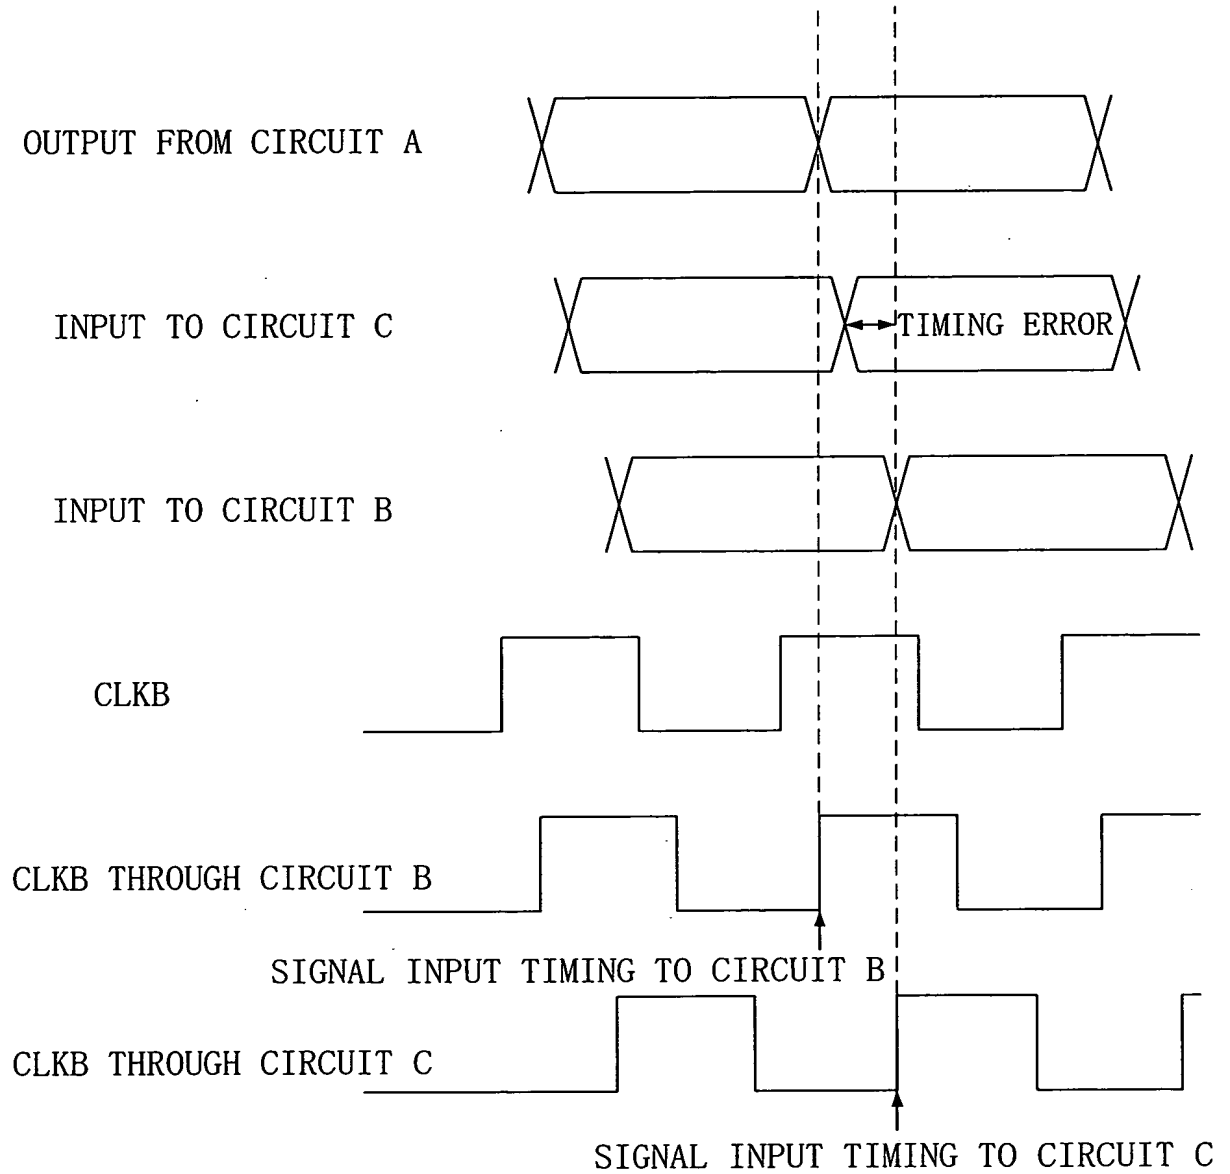 OUTPUT FROM CIRCUIT A
INPUT TO CIRCUIT C
TIMING ERROR
INPUT TO CIRCUIT B
CLKB
CLKB THROUGH CIRCUIT B
SIGNAL INPUT TIMING TO CIRCUIT B
CLKB THROUGH CIRCUIT C
SIGNAL INPUT TIMING TO CIRCUIT C